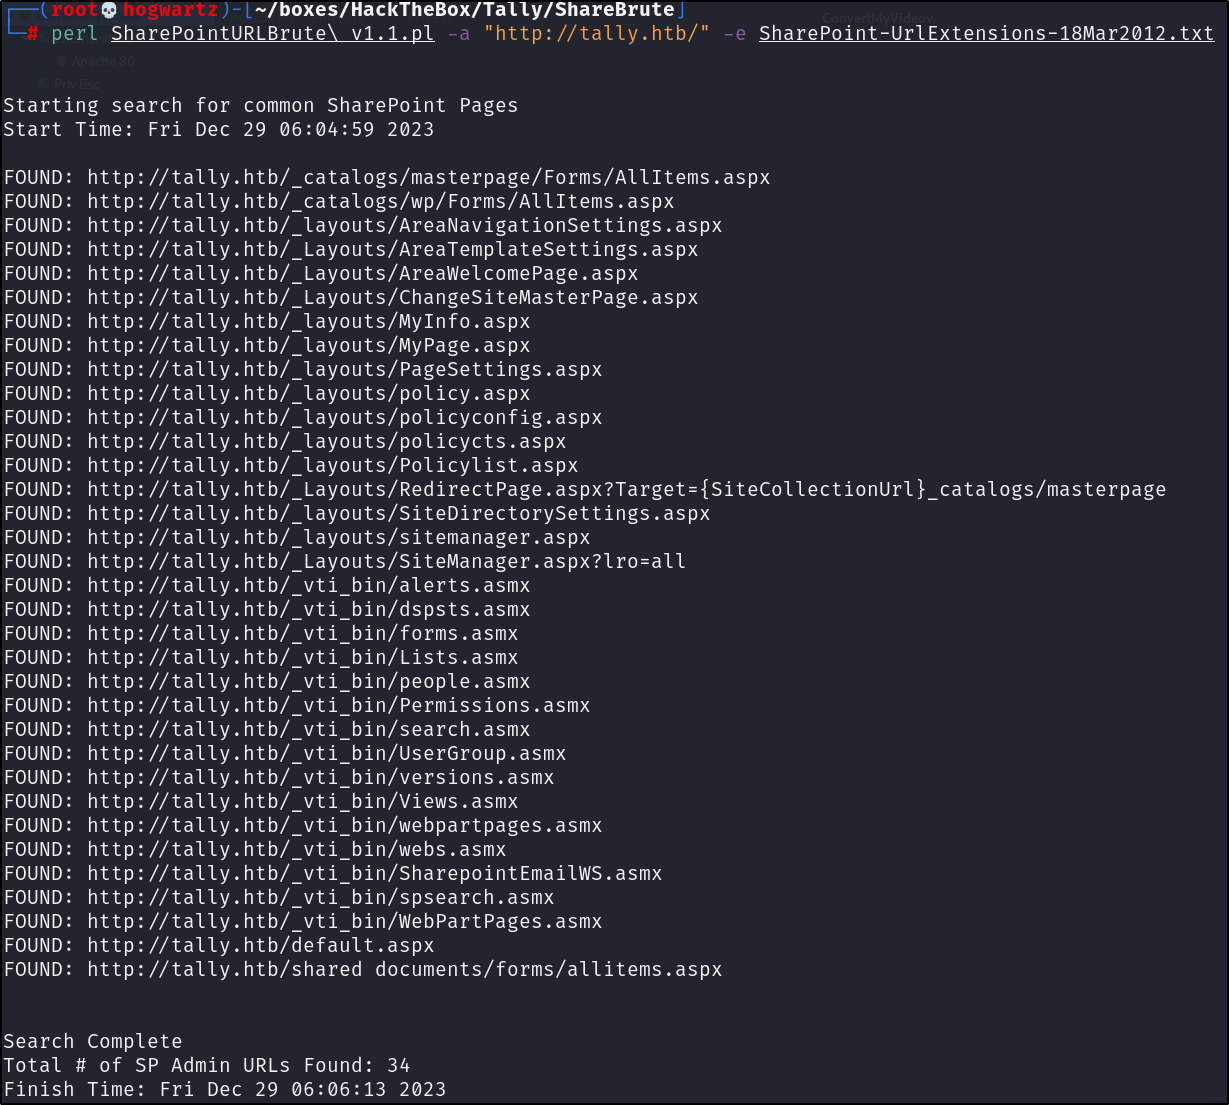 ┌──(root💀hogwartz)-[~/boxes/HackTheBox/Tally/ShareBrute]
└─# perl SharePointURLBrute\ v1.1.pl -a "http://tally.htb/" -e SharePoint-UrlExtensions-18Mar2012.txt
ConvertMyVideov
Apache 80
Priv Esc
Starting search for common SharePoint Pages
Start Time: Fri Dec 29 06:04:59 2023
FOUND: http://tally.htb/_catalogs/masterpage/Forms/AllItems.aspx
FOUND: http://tally.htb/_catalogs/wp/Forms/AllItems.aspx
FOUND: http://tally.htb/_layouts/AreaNavigationSettings.aspx
FOUND: http://tally.htb/_Layouts/AreaTemplateSettings.aspx
FOUND: http://tally.htb/_Layouts/AreaWelcomePage.aspx
FOUND: http://tally.htb/_Layouts/ChangeSiteMasterPage.aspx
FOUND: http://tally.htb/_layouts/MyInfo.aspx
FOUND: http://tally.htb/_layouts/MyPage.aspx
FOUND: http://tally.htb/_layouts/PageSettings.aspx
FOUND: http://tally.htb/_layouts/policy.aspx
FOUND: http://tally.htb/_layouts/policyconfig.aspx
FOUND: http://tally.htb/_layouts/policycts.aspx
FOUND: http://tally.htb/_layouts/Policylist.aspx
FOUND: http://tally.htb/_Layouts/RedirectPage.aspx?Target={SiteCollectionUrl}_catalogs/masterpage
FOUND: http://tally.htb/_layouts/SiteDirectorySettings.aspx
FOUND: http://tally.htb/_layouts/sitemanager.aspx
FOUND: http://tally.htb/_Layouts/SiteManager.aspx?lro=all
FOUND: http://tally.htb/_vti_bin/alerts.asmx
FOUND: http://tally.htb/_vti_bin/dspsts.asmx
FOUND: http://tally.htb/_vti_bin/forms.asmx
FOUND: http://tally.htb/_vti_bin/Lists.asmx
FOUND: http://tally.htb/_vti_bin/people.asmx
FOUND: http://tally.htb/_vti_bin/Permissions.asmx
FOUND: http://tally.htb/_vti_bin/search.asmx
FOUND: http://tally.htb/_vti_bin/UserGroup.asmx
FOUND: http://tally.htb/_vti_bin/versions.asmx
FOUND: http://tally.htb/_vti_bin/Views.asmx
FOUND: http://tally.htb/_vti_bin/webpartpages.asmx
FOUND: http://tally.htb/_vti_bin/webs.asmx
FOUND: http://tally.htb/_vti_bin/SharepointEmailWS.asmx
FOUND: http://tally.htb/_vti_bin/spsearch.asmx
FOUND: http://tally.htb/_vti_bin/WebPartPages.asmx
FOUND: http://tally.htb/default.aspx
FOUND: http://tally.htb/shared documents/forms/allitems.aspx
Search Complete
Total # of SP Admin URLs Found: 34
Finish Time: Fri Dec 29 06:06:13 2023